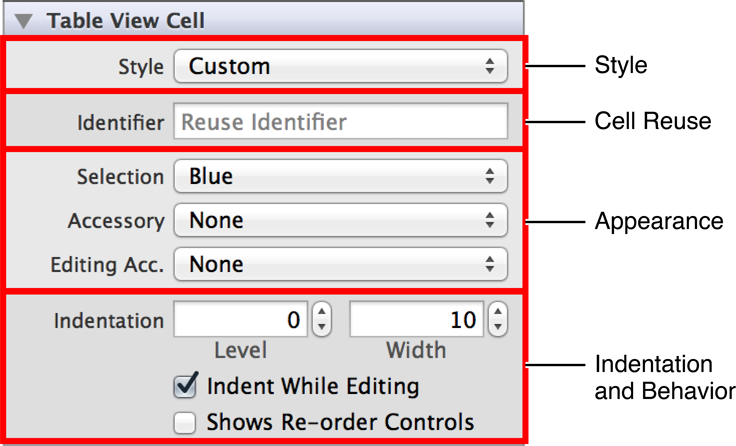 Table View Cell
Style Custom Style
Identifier Reuse Identifier Cell Reuse
Selection Blue
Accessory None Appearance
Editing Acc. None
Indentation 0 10
Level Width
Indentation
and Behavior
Indent While Editing
Shows Re-order Controls